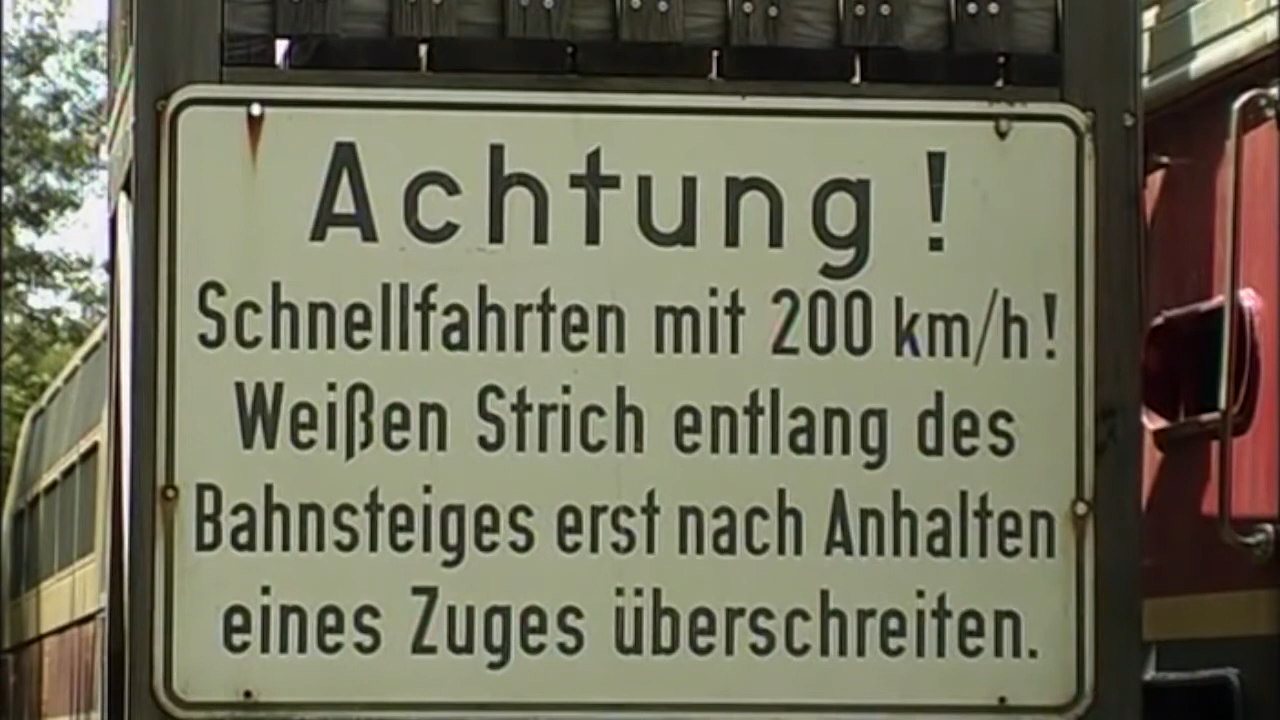 Achtung !
Schnellfahrten mit 200 km/h!
Weißen Strich entlang des
Bahnsteiges erst nach Anhalten
eines Zuges überschreiten.